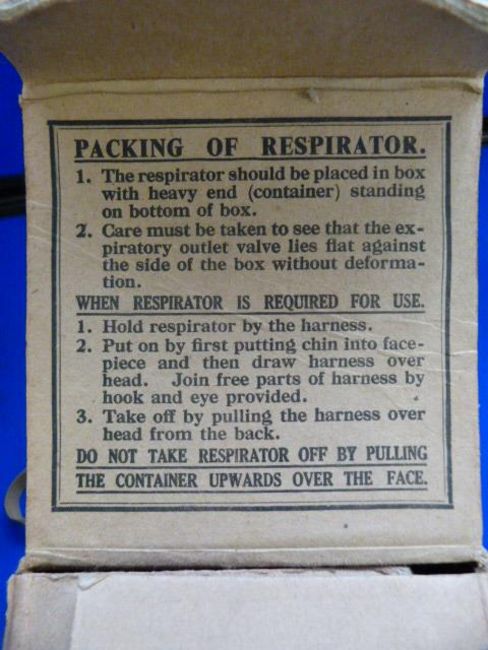 PACKING OF RESPIRATOR.
1. The respirator should be placed in box
with heavy end (container) standing
on bottom of box.
2. Care must be taken to see that the ex-
piratory outlet valve lies flat against
the side of the box without deforma-
tion.
WHEN RESPIRATOR IS REQUIRED FOR USE.
1. Hold respirator by the harness.
2. Put on by first putting chin into face-
piece and then draw harness over
head. Join free parts of harness by
hook and eye provided.
3. Take off by pulling the harness over
head from the back.
DO NOT TAKE RESPIRATOR OFF BY PULLING
THE CONTAINER UPWARDS OVER THE FACE.